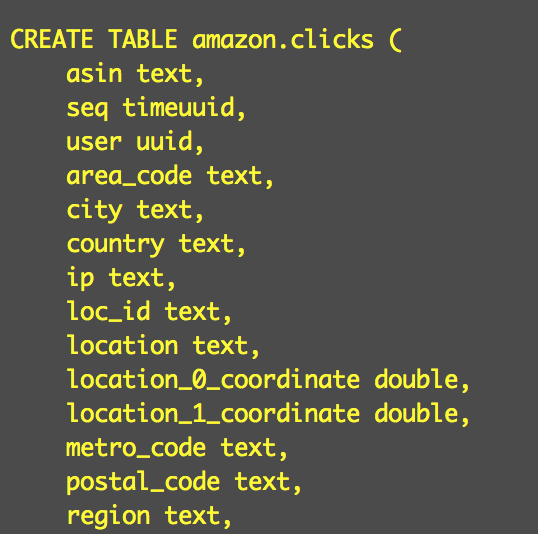 CREATE TABLE amazon.clicks (
asin text,
seq timeuuid,
user uuid,
area_code text,
city text,
country text,
ip text,
loc_id text,
location text,
location_0_coordinate double,
location_1_coordinate double,
metro_code text,
postal_code text,
region text,